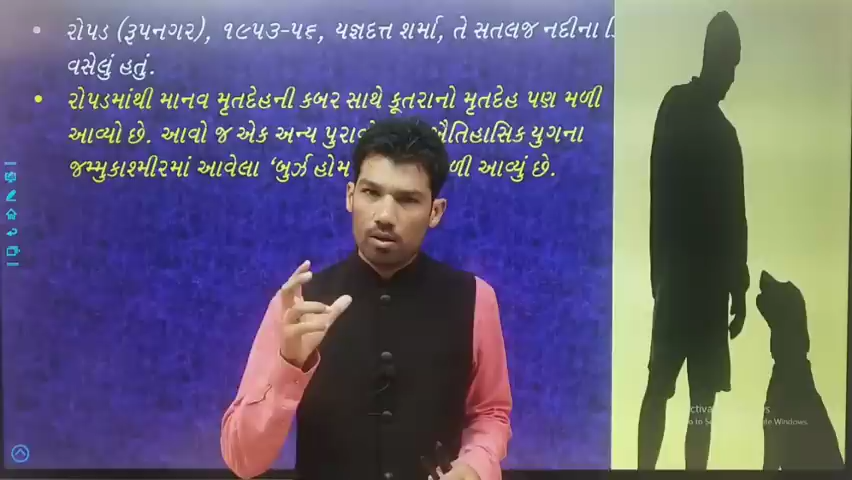 રોપડ (રૂપનગર), ૧૯૫૩-૫૬, યજ્ઞદત્ત શર્મા, તે સતલજ નદીના
વસેલું હતું.
રોપડમાંથી માનવ મૃતદેહની કબર સાથે કૂતરાનો મૃતદેહ પણ મળી
આવ્યો છે. આવો જ એક અન્ય યુગના
જમ્મુકાશ્મીરમાં આવેલા 'બુર્ઝ હોમ આવ્યું છે.
Windows.